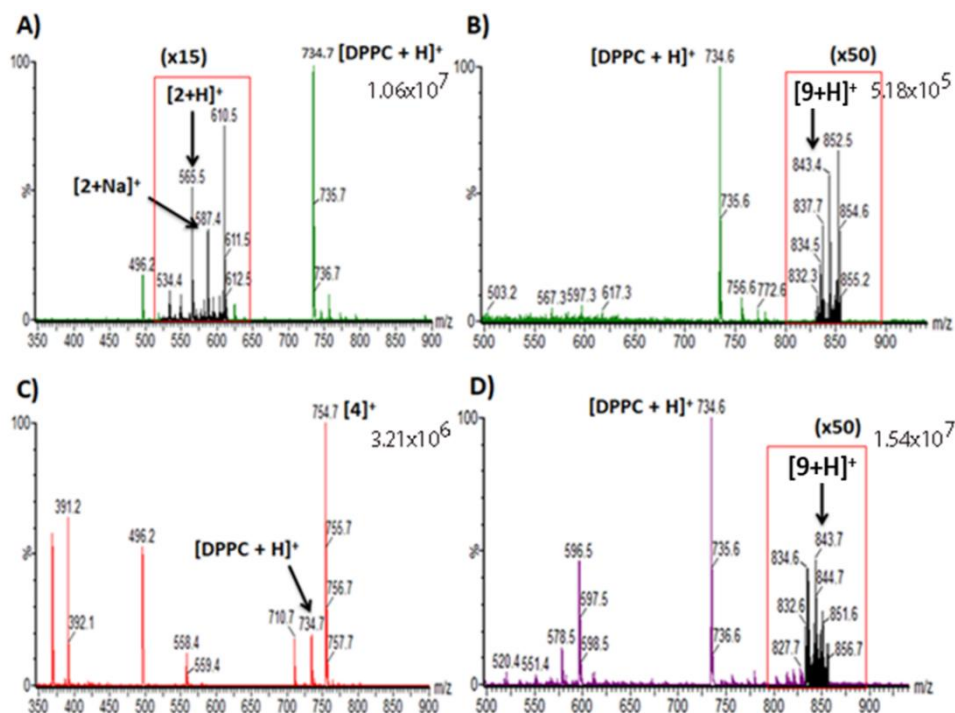 A)
(x15)
[DPPC + H]⁺
734.7
1.06x10⁷
[2+H]⁺
610.5
565.5
[2+Na]⁺
587.4
735.7
496.2
534.4
611.5
612.5
736.7
100
%
0
350 400 450 500 550 600 650 700 750 800 850 900 m/z
B)
(x50)
[DPPC + H]⁺
734.6
5.18x10⁵
[9+H]⁺
852.5
843.4
837.7
854.6
834.5
832.3
855.2
735.6
503.2
567.3
597.3
617.3
756.6
772.6
100
%
0
500 550 600 650 700 750 800 850 900 m/z
C)
[4]⁺
754.7
3.21x10⁶
391.2
496.2
[DPPC + H]⁺
755.7
756.7
757.7
392.1
558.4
559.4
710.7
734.7
100
%
0
350 400 450 500 550 600 650 700 750 800 850 900 m/z
D)
[DPPC + H]⁺
734.6
(x50)
1.54x10⁷
[9+H]⁺
843.7
834.6
844.7
832.6
851.6
827.7
856.7
596.5
597.5
598.5
578.5
520.4
551.4
735.6
736.6
100
%
0
500 550 600 650 700 750 800 850 900 m/z